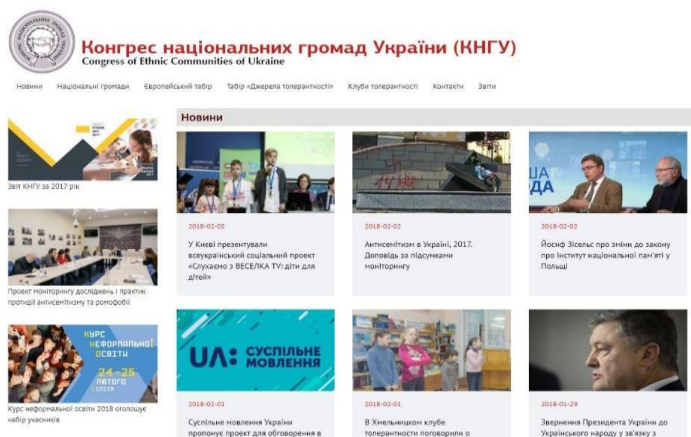 Конгрес національних громад України (КНГУ)
Congress of Ethnic Communities of Ukraine
Новини Національні громади Європейський табір Табір «Джерела толерантності» Клуби толерантності Контакти Звіти
Звіт КНГУ за 2017 рік
Проект моніторингу досліджень і практик
протидії антисемітизму та ромофобії
КУРС
НЕФОРМАЛЬНОЇ
ОСВІТИ
24-25
ЛЮТОГО
І СЕСІЯ
Курс неформальної освіти 2018 оголошує
набір учасників
Новини
2018-02-05
У Києві презентували
всеукраїнський соціальний проект
«Слухаємо з ВЕСЕЛКА TV: діти для
дітей»
14/88
2018-02-02
Антисемітизм в Україні, 2017.
Доповідь за підсумками
моніторингу
ША
ОДА
2018-02-02
Йосиф Зісельс про зміни до закону
про Інститут національної пам'яті у
Польщі
UA: СУСПІЛЬНЕ
МОВЛЕННЯ
2018-02-01
Суспільне мовлення України
пропонує проект для обговорення в
2018-02-01
В Хмельницком клубе
толерантности поговорили о
2018-01-29
Звернення Президента України до
Українського народу у зв'язку з